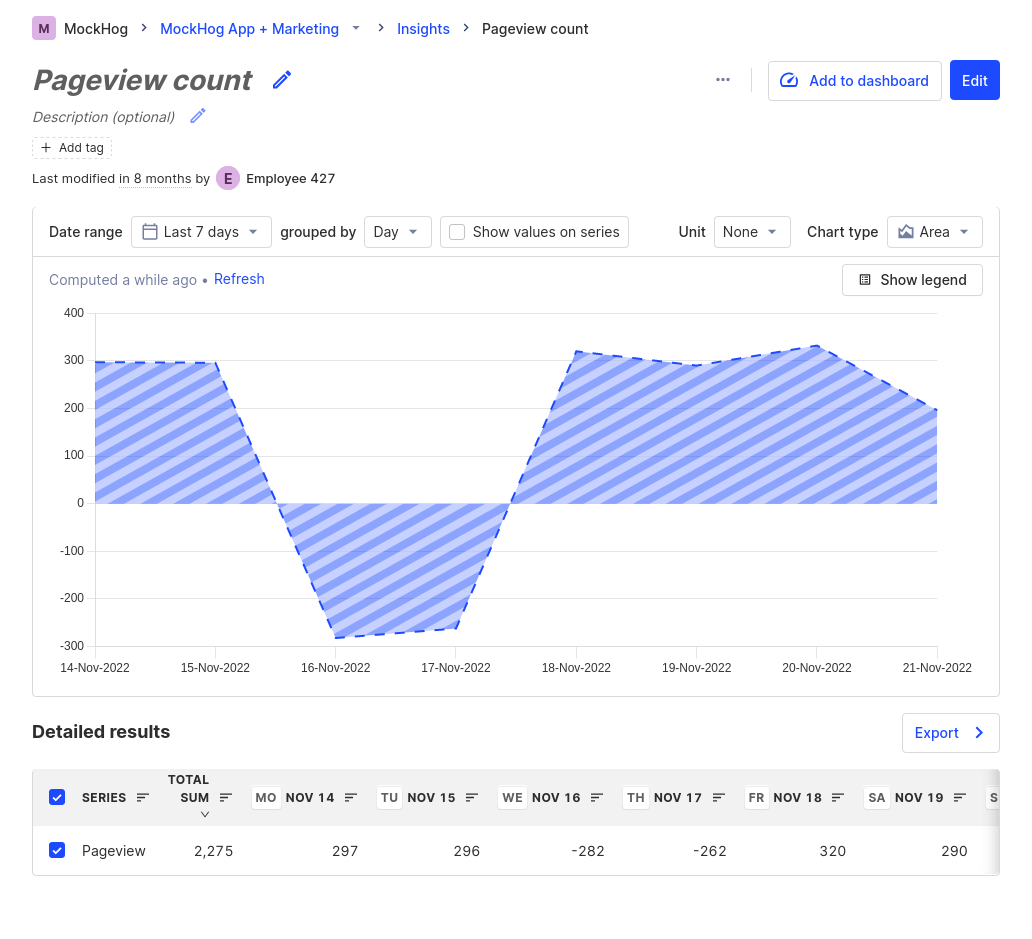 M MockHog MockHog App + Marketing Insights Pageview count
Pageview count
Add to dashboard Edit
Description (optional)
Add tag
Last modified in 8 months by E Employee 427
Date range Last 7 days grouped by Day Show values on series Unit None Chart type Area
Computed a while ago • Refresh Show legend
400
300
200
100
0
-100
-200
-300
14-Nov-2022 15-Nov-2022 16-Nov-2022 17-Nov-2022 18-Nov-2022 19-Nov-2022 20-Nov-2022 21-Nov-2022
Detailed results Export
TOTAL
SERIES SUM MO NOV 14 TU NOV 15 WE NOV 16 TH NOV 17 FR NOV 18 SA NOV 19 S
Pageview 2,275 297 296 -282 -262 320 290